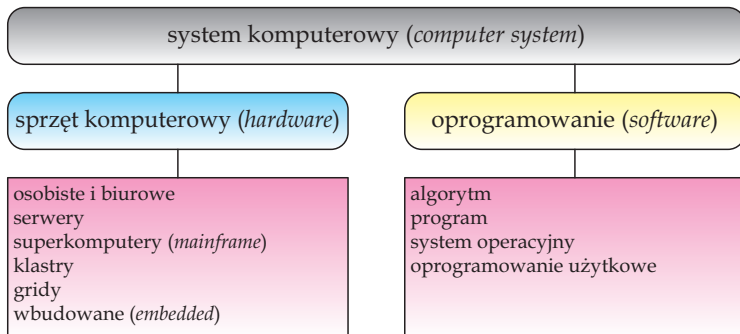 system komputerowy (computer system)
sprzęt komputerowy (hardware)
oprogramowanie (software)
osobiste i biurowe
serwery
superkomputery (mainframe)
klastry
gridy
wbudowane (embedded)
algorytm
program
system operacyjny
oprogramowanie użytkowe